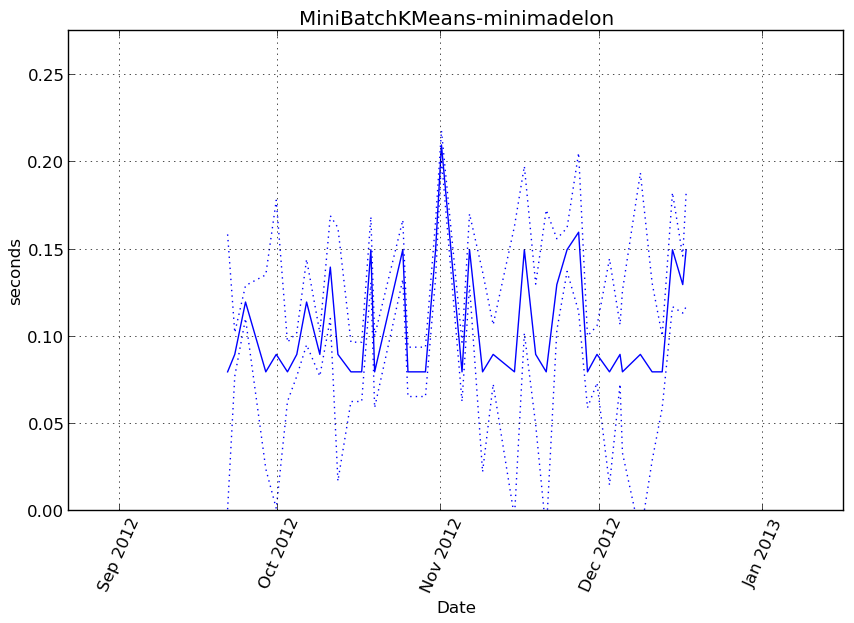 MiniBatchKMeans-minimadelon
0.25
0.20
0.15
0.10
0.05
0.00
seconds
Sep 2012
Oct 2012
Nov 2012
Dec 2012
Jan 2013
Date